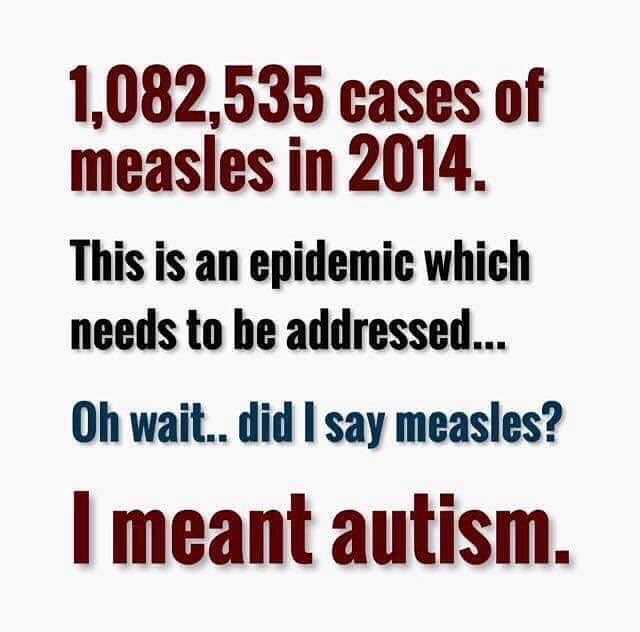 1,082,535 cases of
measles in 2014.
This is an epidemic which
needs to be addressed...
Oh wait.. did I say measles?
I meant autism.